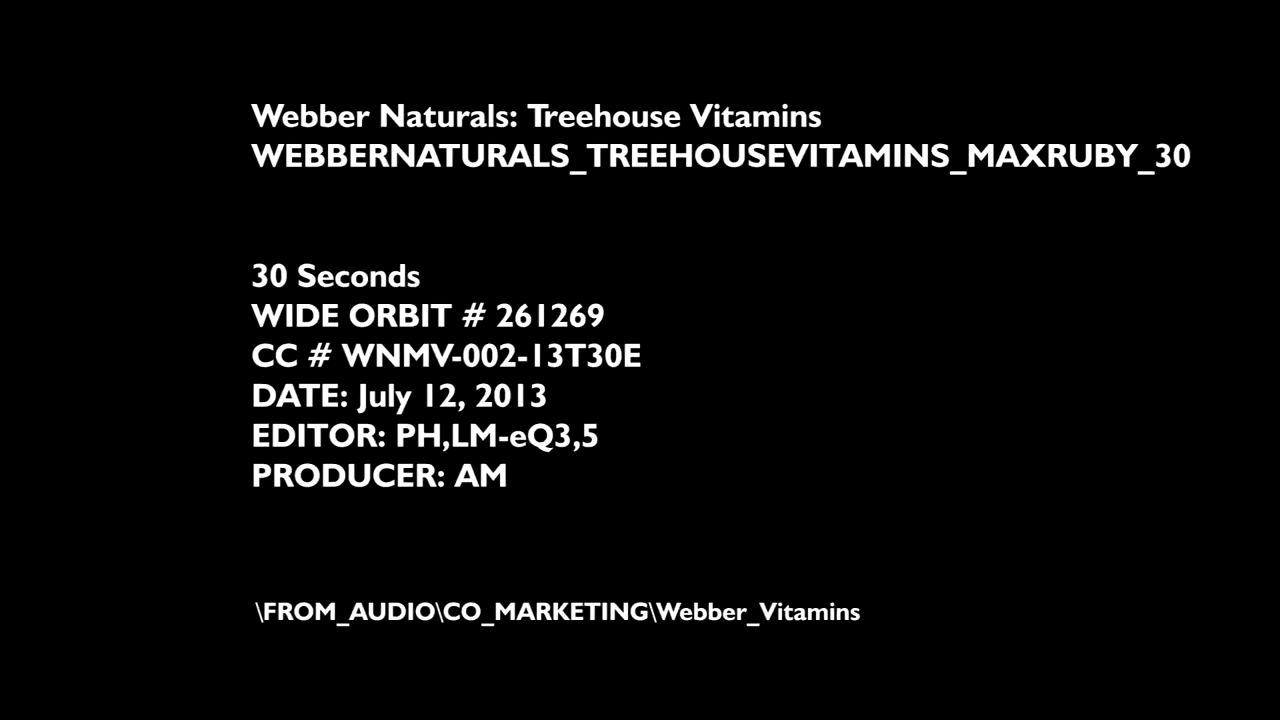 Webber Naturals: Treehouse Vitamins
WEBBERNATURALS_TREEHOUSEVITAMINS_MAXRUBY_30
30 Seconds
WIDE ORBIT # 261269
CC # WNMV-002-13T30E
DATE: July 12, 2013
EDITOR: PH,LM-eQ3,5
PRODUCER: AM
\FROM_AUDIO\CO_MARKETING\Webber_Vitamins